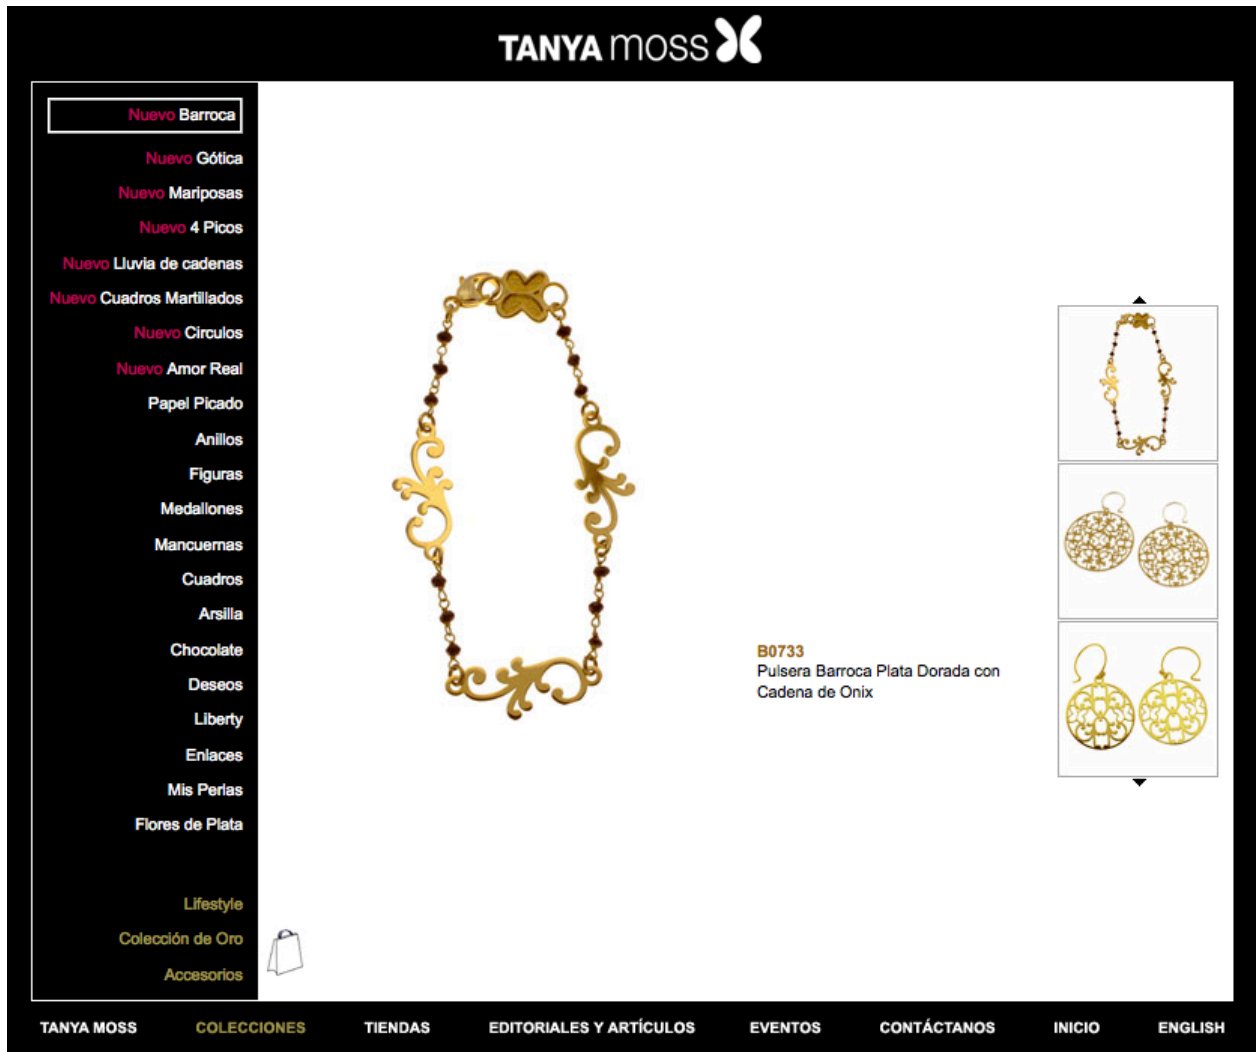 TANYA moss
Nuevo Barroca
Nuevo Gótica
Nuevo Mariposas
Nuevo 4 Picos
Nuevo Lluvia de cadenas
Nuevo Cuadros Martillados
Nuevo Circulos
Nuevo Amor Real
Papel Picado
Anillos
Figuras
Medallones
Mancuernas
Cuadros
Arsilla
Chocolate
Deseos
Liberty
Enlaces
Mis Perlas
Flores de Plata
Lifestyle
Colección de Oro
Accesorios
B0733
Pulsera Barroca Plata Dorada con
Cadena de Onix
TANYA MOSS COLECCIONES TIENDAS EDITORIALES Y ARTÍCULOS EVENTOS CONTÁCTANOS INICIO ENGLISH